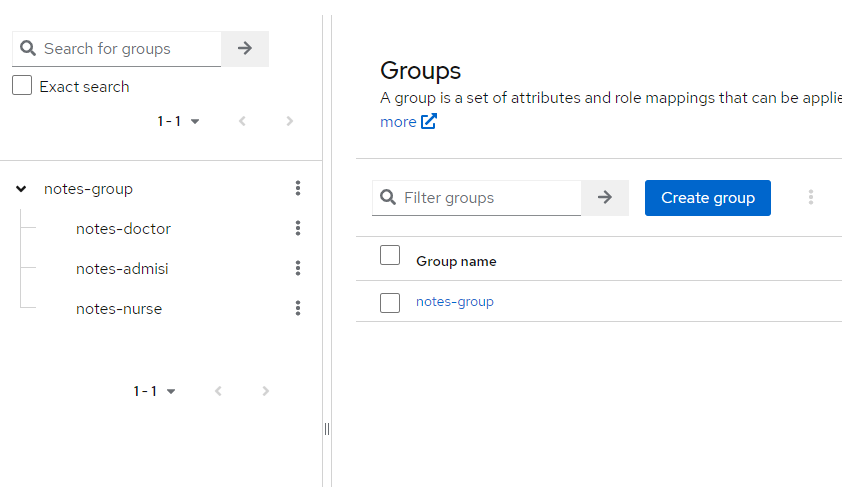 Search for groups
Exact search
1 - 1
notes-group
notes-doctor
notes-admisi
notes-nurse
1 - 1
Groups
A group is a set of attributes and role mappings that can be
more
Filter groups
Create group
Group name
notes-group